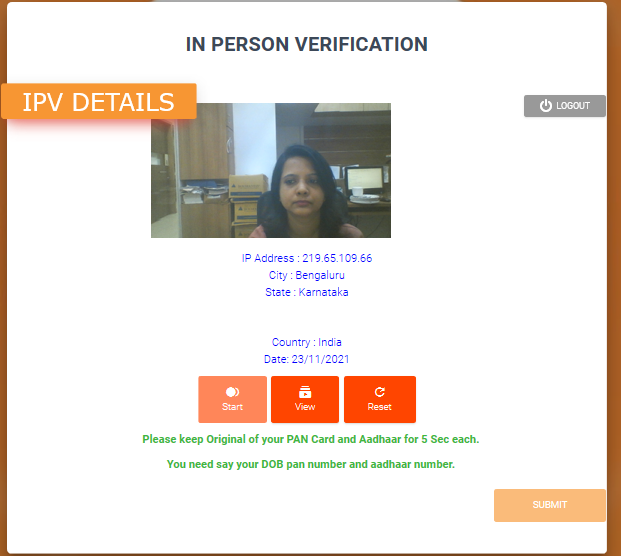 IN PERSON VERIFICATION
IPV DETAILS
LOGOUT
IP Address : 219.65.109.66
City : Bengaluru
State : Karnataka
Country : India
Date: 23/11/2021
Start
View
Reset
Please keep Original of your PAN Card and Aadhaar for 5 Sec each.
You need say your DOB pan number and aadhaar number.
SUBMIT